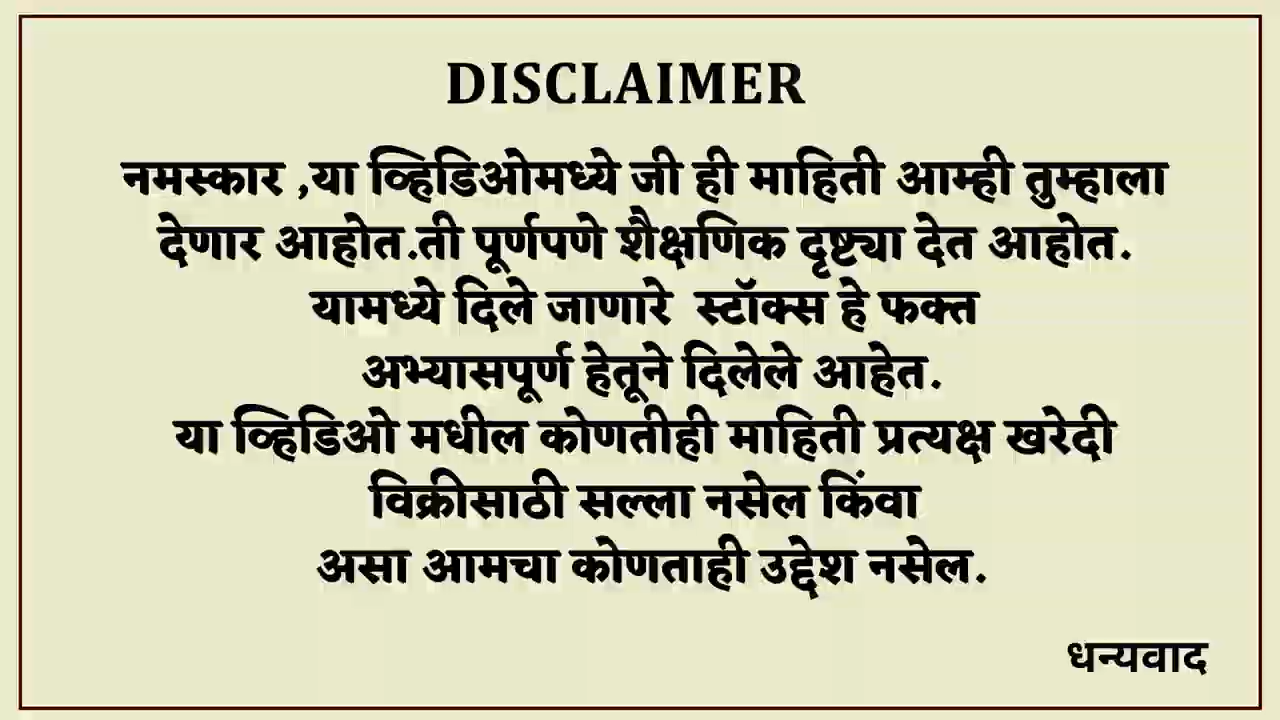 DISCLAIMER
नमस्कार ,या व्हिडिओमध्ये जी ही माहिती आम्ही तुम्हाला
देणार आहोत.ती पूर्णपणे शैक्षणिक दृष्ट्या देत आहोत.
यामध्ये दिले जाणारे स्टॉक्स हे फक्त
अभ्यासपूर्ण हेतूने दिलेले आहेत.
या व्हिडिओ मधील कोणतीही माहिती प्रत्यक्ष खरेदी
विक्रीसाठी सल्ला नसेल किंवा
असा आमचा कोणताही उद्देश नसेल.
धन्यवाद